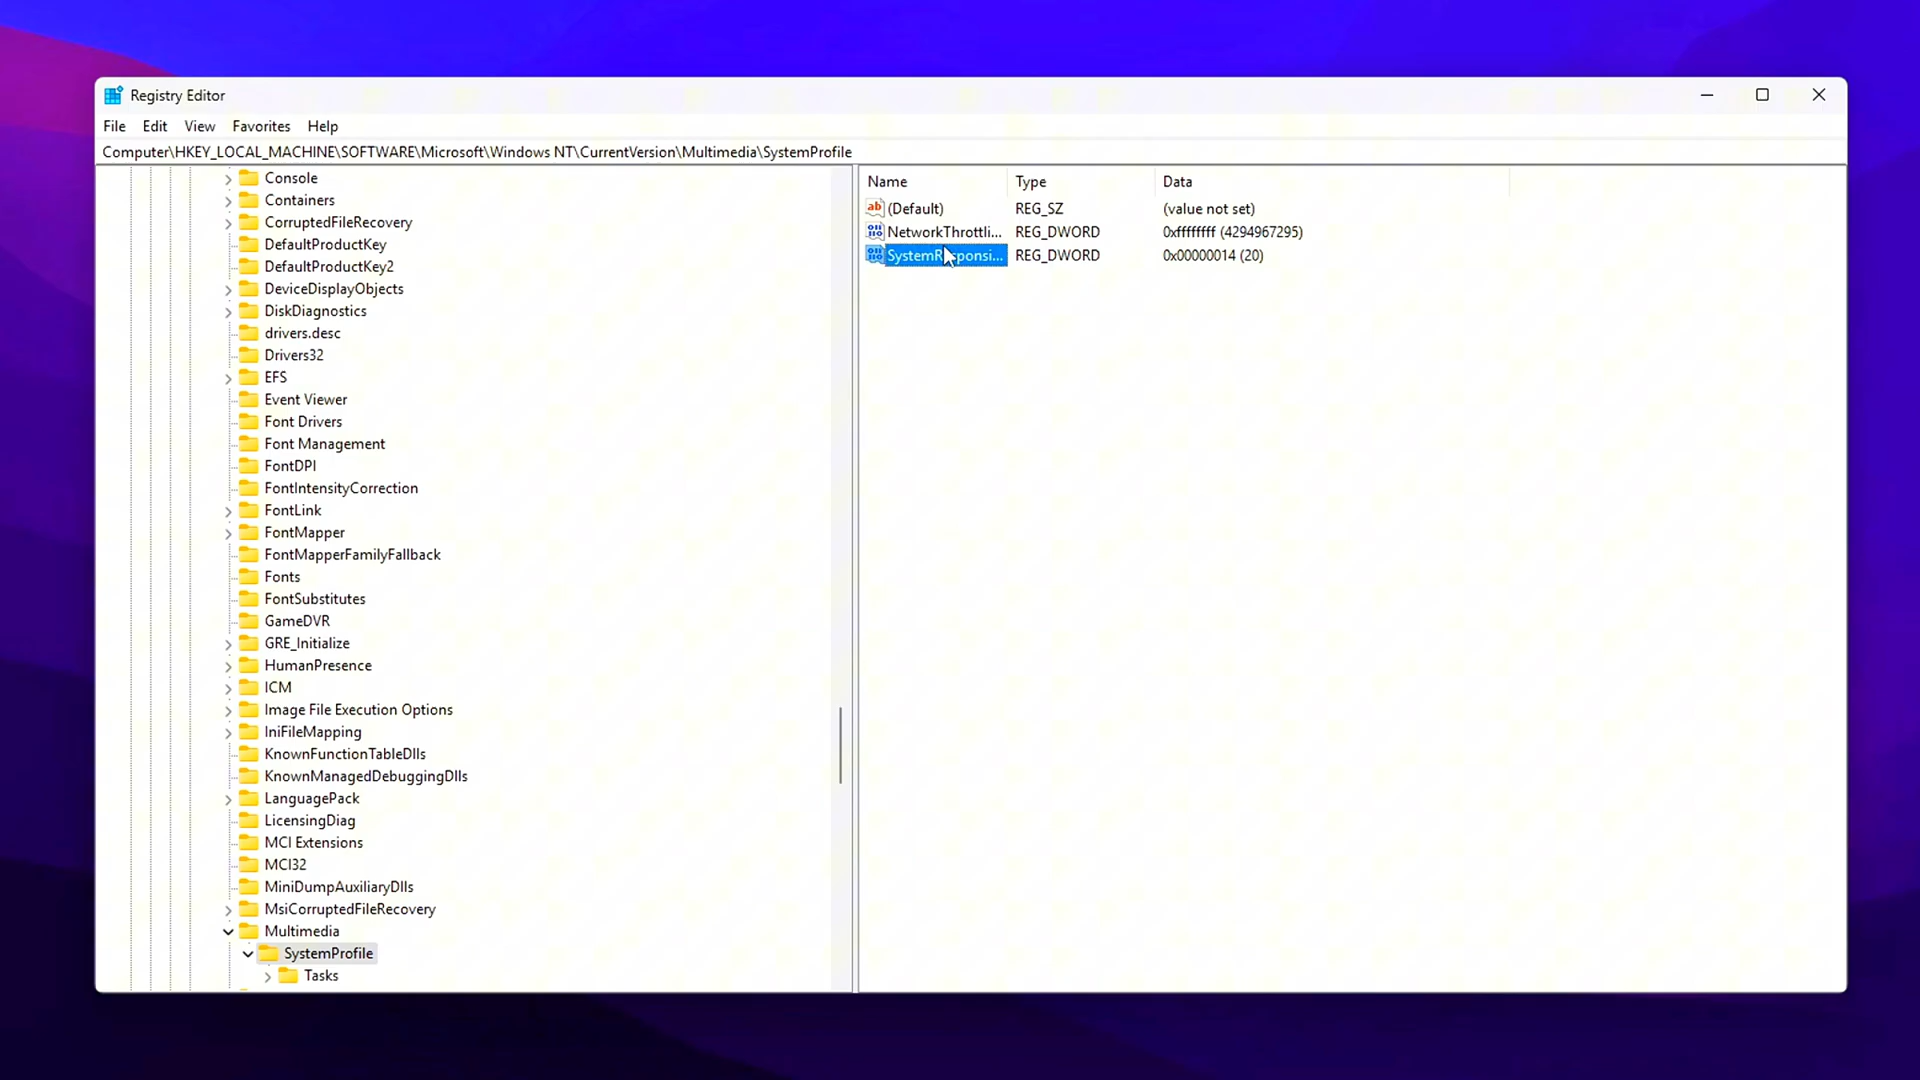 Registry Editor
File Edit View Favorites Help
Computer\HKEY_LOCAL_MACHINE\SOFTWARE\Microsoft\Windows NT\CurrentVersion\Multimedia\SystemProfile
Console
Containers
CorruptedFileRecovery
DefaultProductKey
DefaultProductKey2
DeviceDisplayObjects
DiskDiagnostics
drivers.desc
Drivers32
EFS
Event Viewer
Font Drivers
Font Management
FontDPI
FontIntensityCorrection
FontLink
FontMapper
FontMapperFamilyFallback
Fonts
FontSubstitutes
GameDVR
GRE_Initialize
HumanPresence
ICM
Image File Execution Options
IniFileMapping
KnownFunctionTableDlls
KnownManagedDebuggingDlls
LanguagePack
LicensingDiag
MCI Extensions
MCI32
MiniDumpAuxiliaryDlls
MsiCorruptedFileRecovery
Multimedia
SystemProfile
Tasks
Name Type Data
(Default) REG_SZ (value not set)
NetworkThrottli... REG_DWORD 0xffffffff (4294967295)
REG_DWORD 0x00000014 (20)